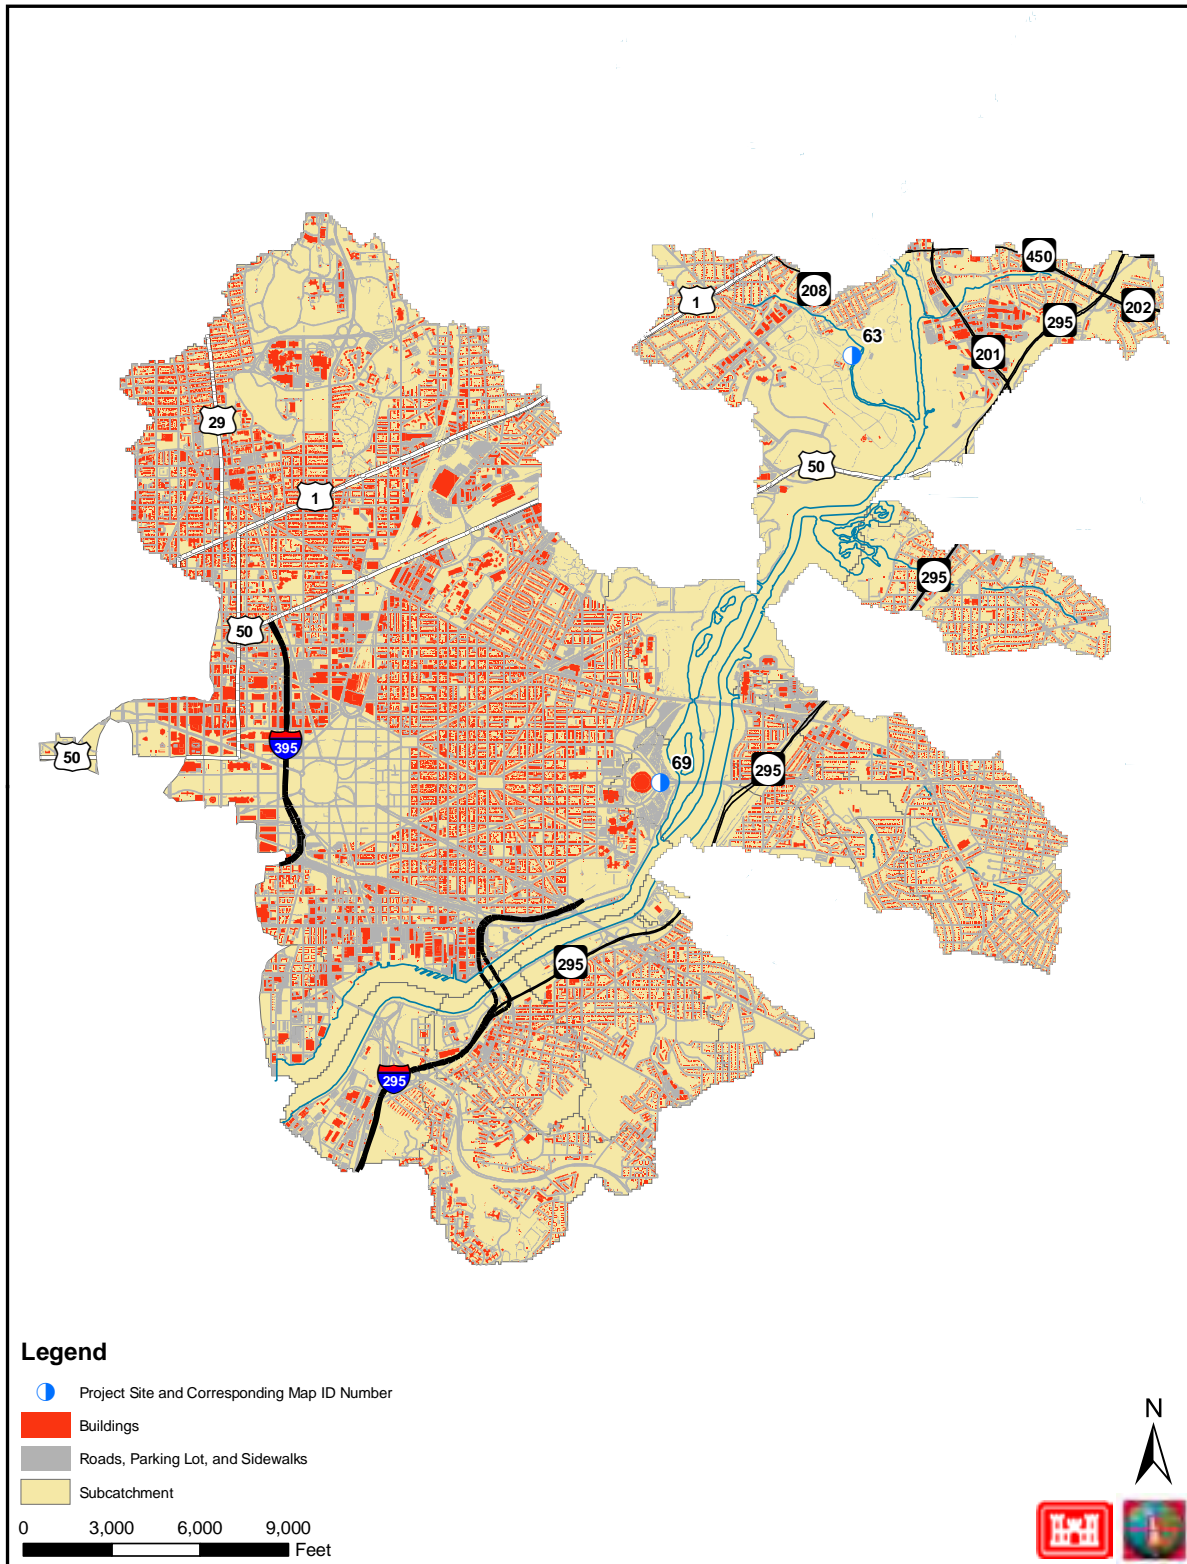 450
208
1
202
295
63
201
29
50
1
295
50
395
50
69
295
295
295
Legend
Project Site and Corresponding Map ID Number
Buildings
Roads, Parking Lot, and Sidewalks
Subcatchment
0 3,000 6,000 9,000
Feet
N